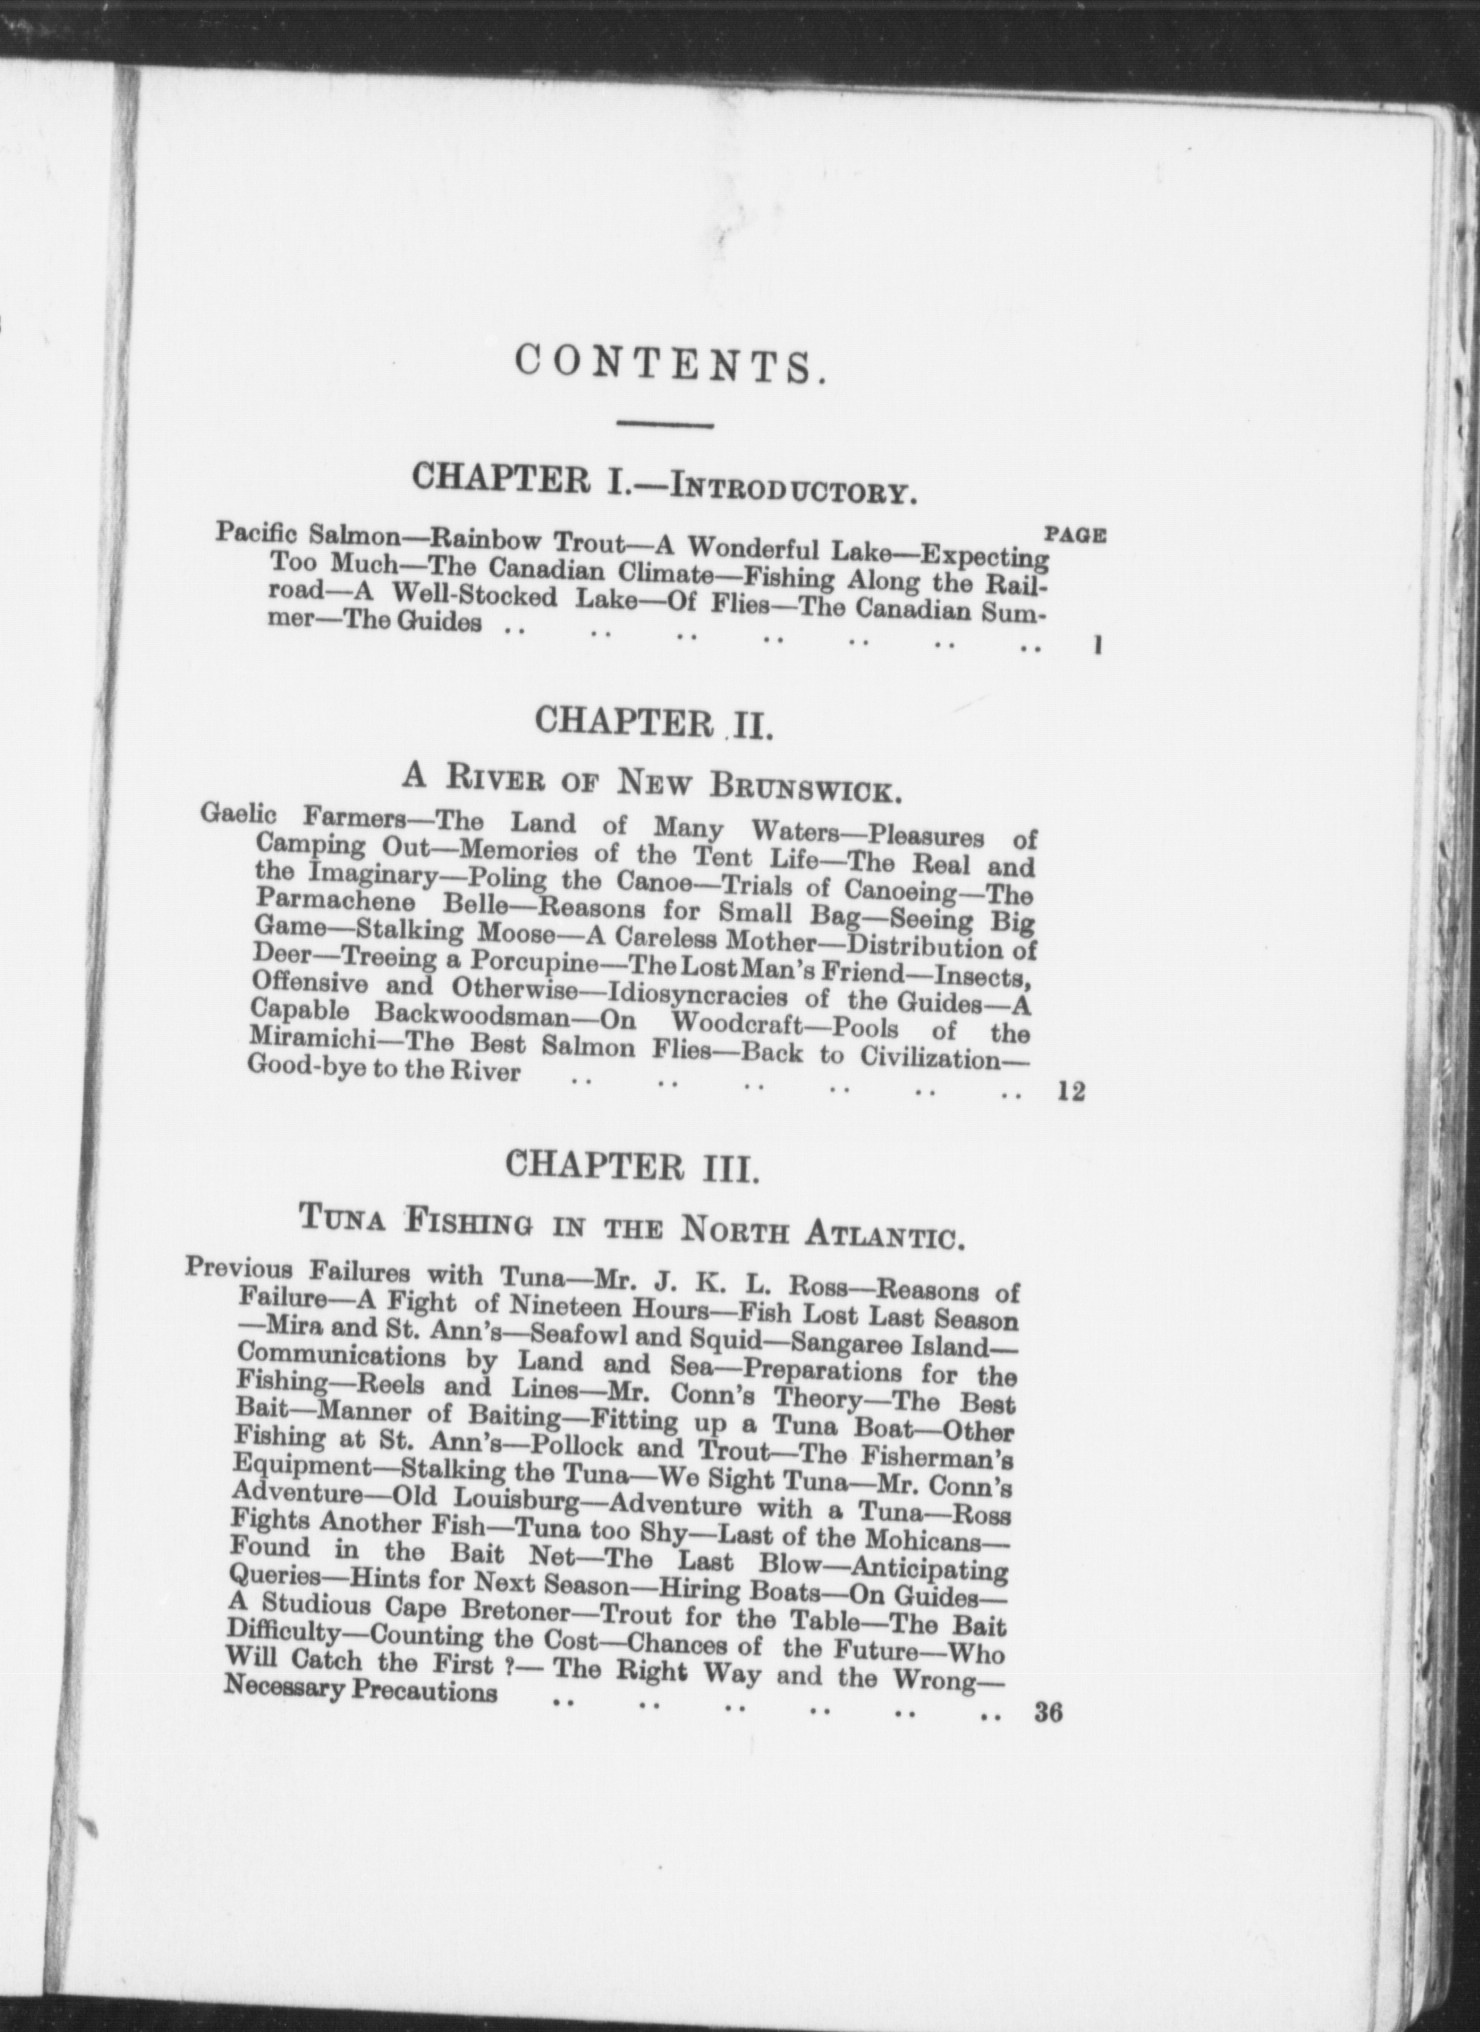 CONTENTS.
CHAPTER I.—INTRODUCTORY.
PAGE
Pacific Salmon—Rainbow Trout—A Wonderful Lake—Expecting
Too Much—The Canadian Climate—Fishing Along the Rail-
road—A Well-Stocked Lake—Of Flies—The Canadian Sum-
mer—The Guides .. .. .. .. .. .. .. 1
CHAPTER II.
A RIVER OF NEW BRUNSWICK.
Gaelic Farmers—The Land of Many Waters—Pleasures of
Camping Out—Memories of the Tent Life—The Real and
the Imaginary—Poling the Canoe—Trials of Canoeing—The
Parmachene Belle—Reasons for Small Bag—Seeing Big
Game—Stalking Moose—A Careless Mother—Distribution of
Deer—Treeing a Porcupine—The Lost Man's Friend—Insects,
Offensive and Otherwise—Idiosyncracies of the Guides—A
Capable Backwoodsman—On Woodcraft—Pools of the
Miramichi—The Best Salmon Flies—Back to Civilization—
Good-bye to the River .. .. .. .. .. .. 12
CHAPTER III.
TUNA FISHING IN THE NORTH ATLANTIC.
Previous Failures with Tuna—Mr. J. K. L. Ross—Reasons of
Failure—A Fight of Nineteen Hours—Fish Lost Last Season
—Mira and St. Ann's—Seafowl and Squid—Sangaree Island—
Communications by Land and Sea—Preparations for the
Fishing—Reels and Lines—Mr. Conn's Theory—The Best
Bait—Manner of Baiting—Fitting up a Tuna Boat—Other
Fishing at St. Ann's—Pollock and Trout—The Fisherman's
Equipment—Stalking the Tuna—We Sight Tuna—Mr. Conn's
Adventure—Old Louisburg—Adventure with a Tuna—Ross
Fights Another Fish—Tuna too Shy—Last of the Mohicans—
Found in the Bait Net—The Last Blow—Anticipating
Queries—Hints for Next Season—Hiring Boats—On Guides—
A Studious Cape Bretoner—Trout for the Table—The Bait
Difficulty—Counting the Cost—Chances of the Future—Who
Will Catch the First ?— The Right Way and the Wrong—
Necessary Precautions .. .. .. .. .. .. 36